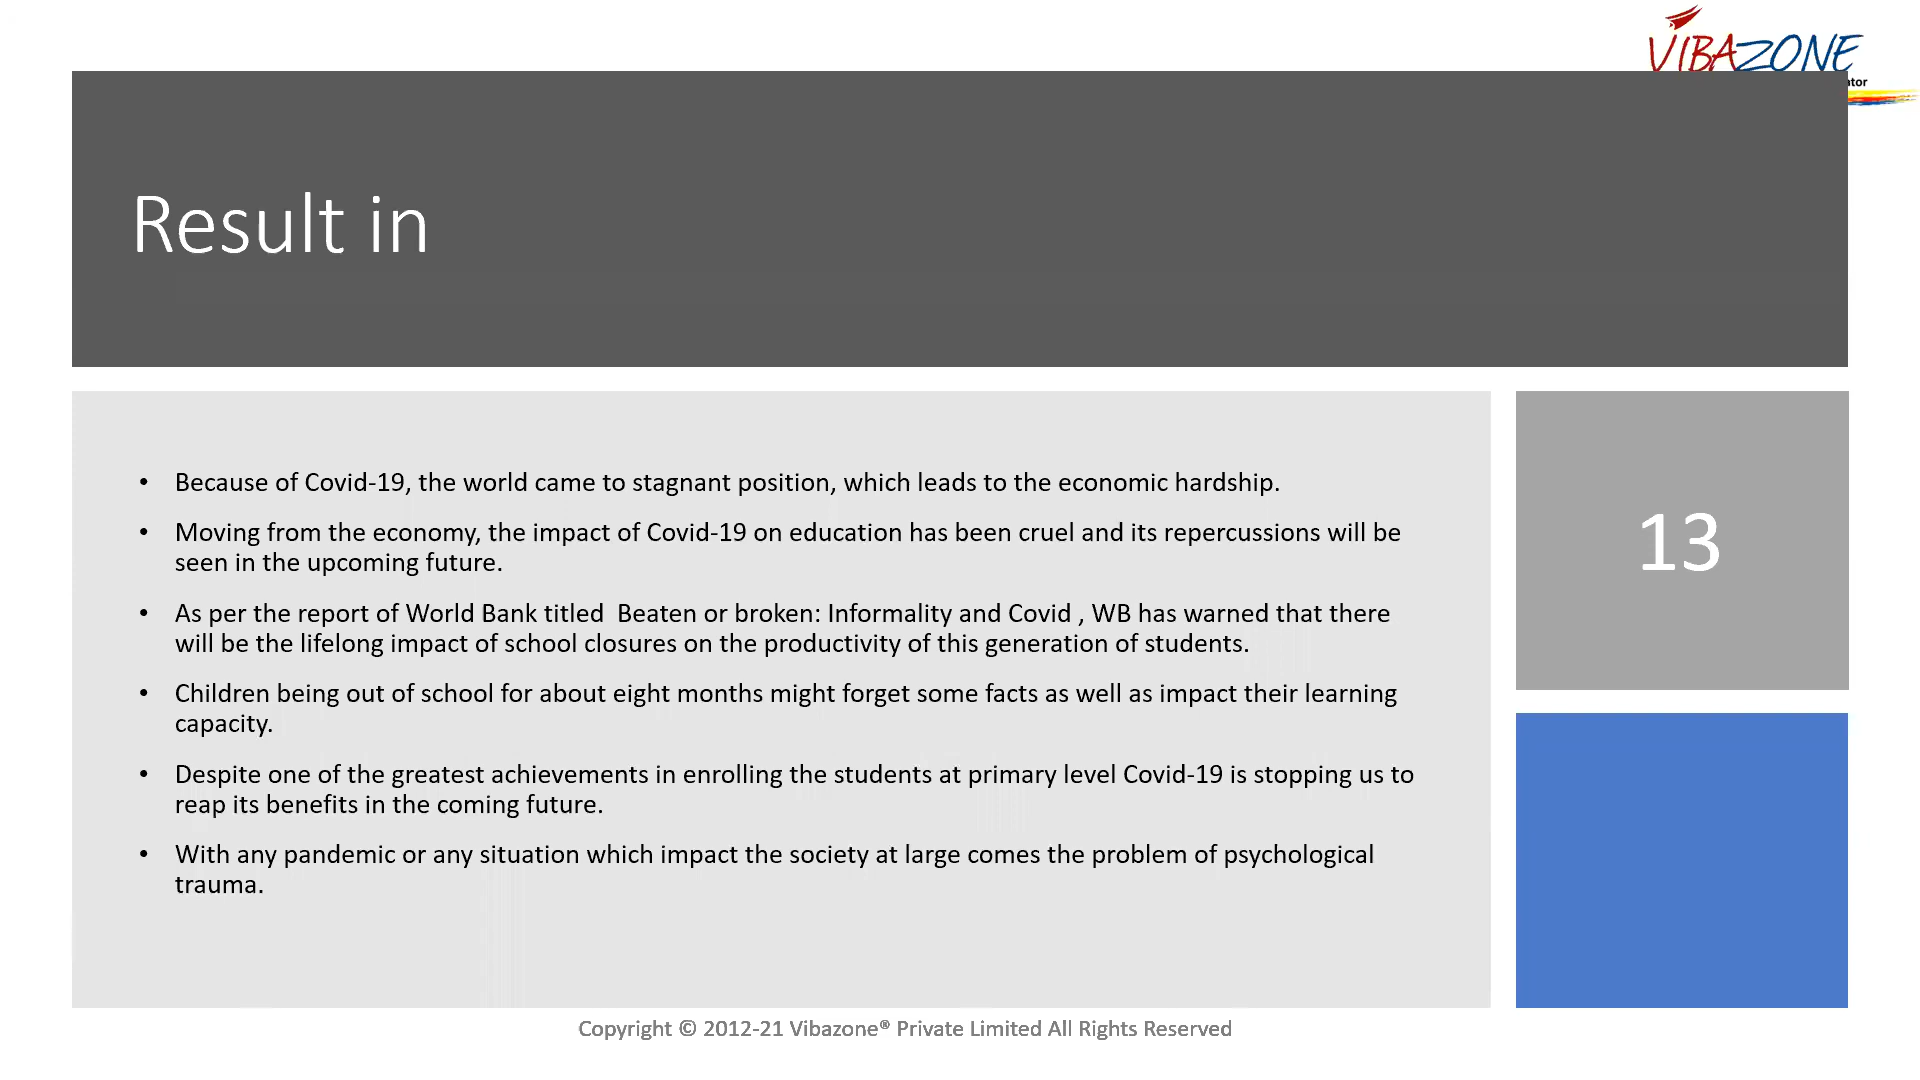 VIBAZONE
Result in
• Because of Covid-19, the world came to stagnant position, which leads to the economic hardship.
• Moving from the economy, the impact of Covid-19 on education has been cruel and its repercussions will be
seen in the upcoming future.
• As per the report of World Bank titled  Beaten or broken: Informality and Covid , WB has warned that there
will be the lifelong impact of school closures on the productivity of this generation of students.
• Children being out of school for about eight months might forget some facts as well as impact their learning
capacity.
• Despite one of the greatest achievements in enrolling the students at primary level Covid-19 is stopping us to
reap its benefits in the coming future.
• With any pandemic or any situation which impact the society at large comes the problem of psychological
trauma.
13
Copyright © 2012-21 Vibazone® Private Limited All Rights Reserved